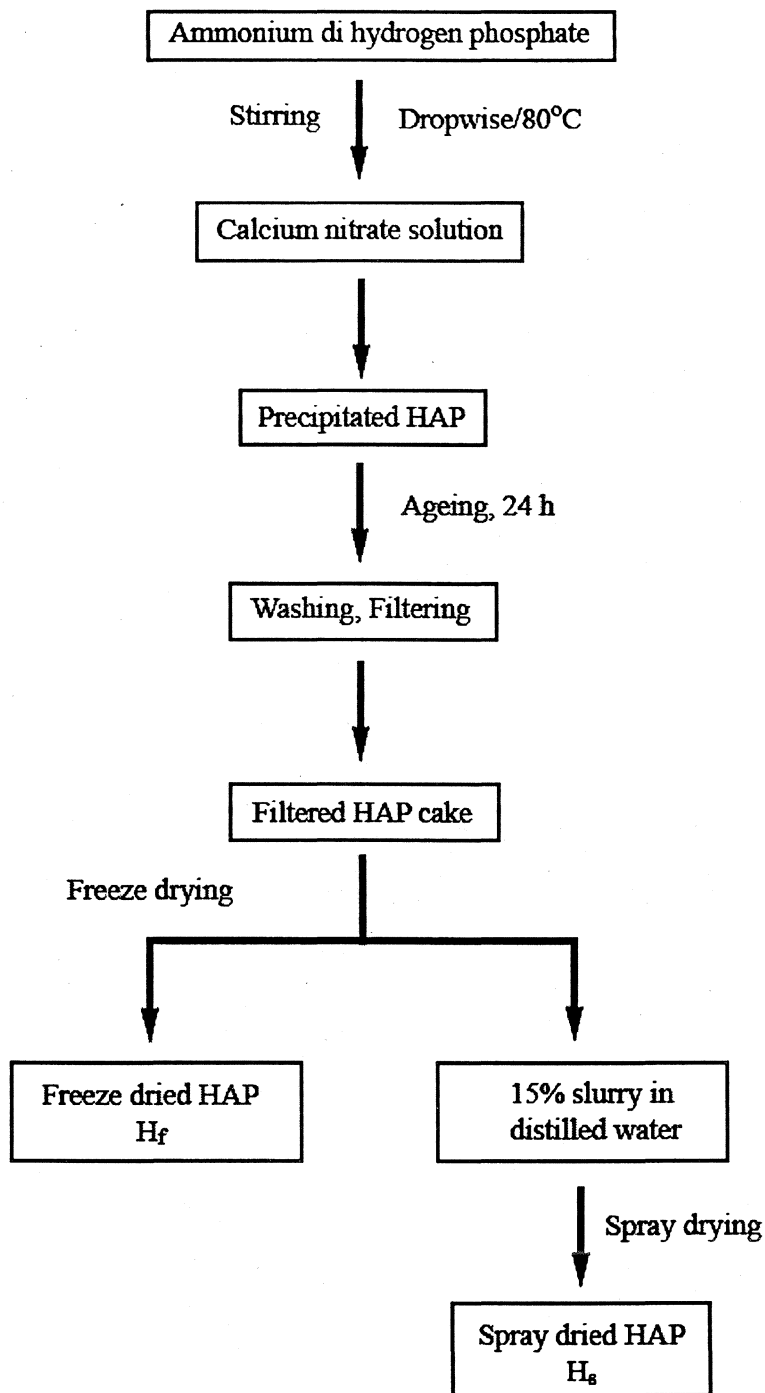 Ammonium di hydrogen phosphate
Stirring
Dropwise/80°C
Calcium nitrate solution
Precipitated HAP
Ageing, 24 h
Washing, Filtering
Filtered HAP cake
Freeze drying
Freeze dried HAP
Hf
15% slurry in
distilled water
Spray drying
Spray dried HAP
Hs